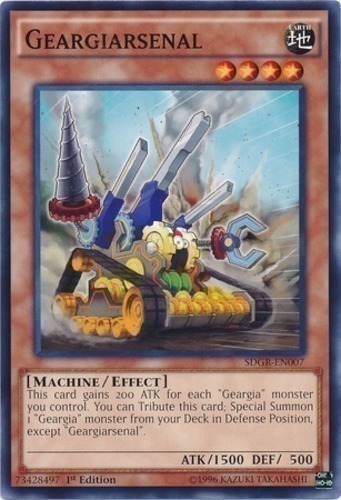 GEARGIARSENAL
EARTH
地
SDGR-EN007
[MACHINE/EFFECT]
This card gains 200 ATK for each "Geargia" monster
you control. You can Tribute this card; Special Summon
1 "Geargia" monster from your Deck in Defense Position,
except "Geargiarsenal".
ATK/1500 DEF/ 500
73428497 1st Edition ©1996 KAZUKI TAKAHASHI